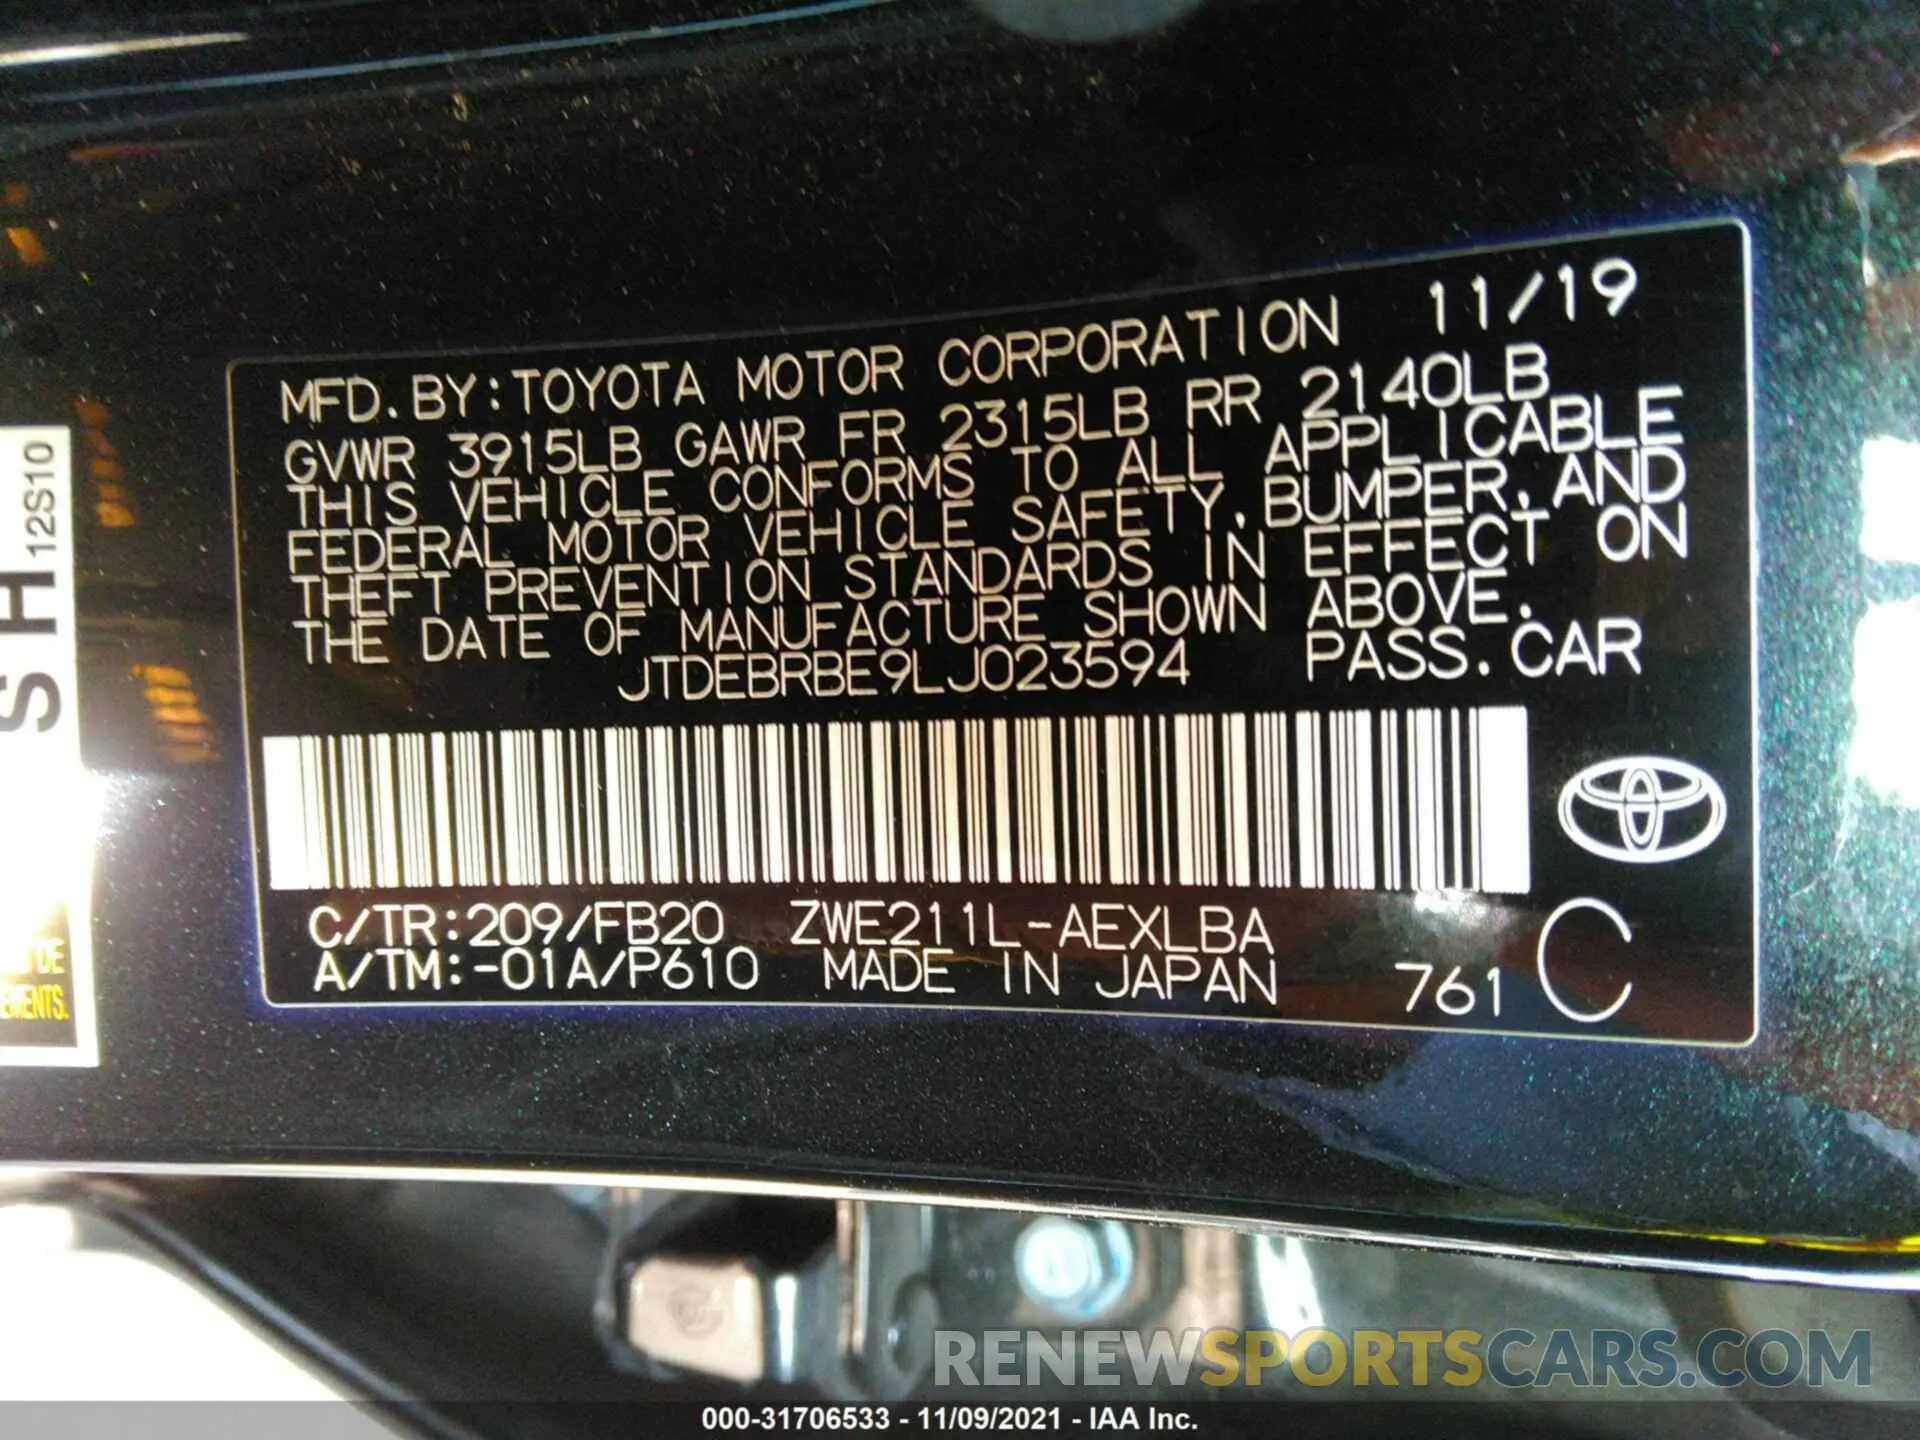 MFD. BY: TOYOTA MOTOR CORPORATION 11/19
GVWR 3915LB GAWR FR 2315LB RR 2140LB
THIS VEHICLE CONFORMS TO ALL APPLICABLE
FEDERAL MOTOR VEHICLE SAFETY, BUMPER, AND
THEFT PREVENTION STANDARDS IN EFFECT ON
THE DATE OF MANUFACTURE SHOWN ABOVE.
JTDEBRBE9LJ023594 PASS. CAR
C/TR: 209/FB20 ZWE211L-AEXLBA
A/TM: -01A/P610 MADE IN JAPAN 761 C
S H 12S10
DE
RENEWSPORTSCARS.COM
000-31706533 - 11/09/2021 - IAA Inc.